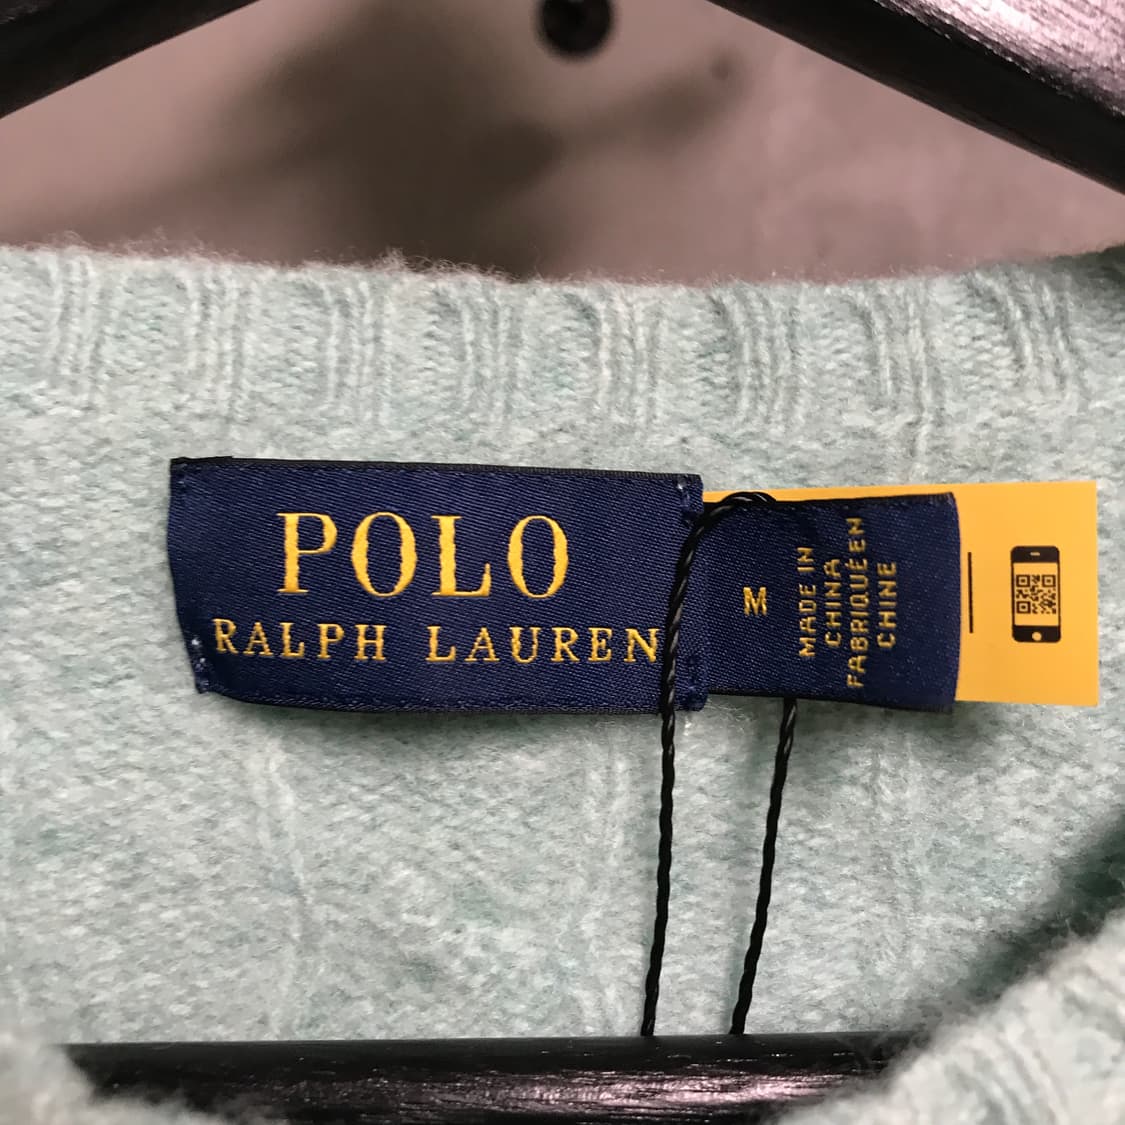 POLO
RALPH LAUREN
M
MADE IN
CHINA
FABRIQUÉ EN
CHINE